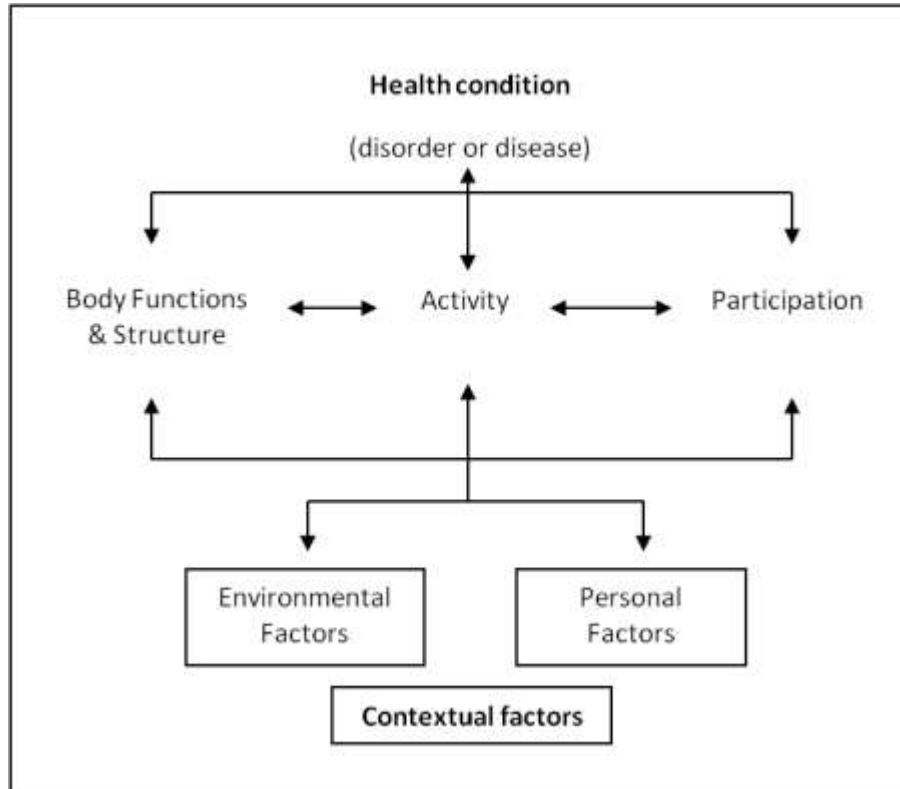 Health condition
(disorder or disease)
Body Functions
& Structure
Activity
Participation
Environmental
Factors
Personal
Factors
Contextual factors